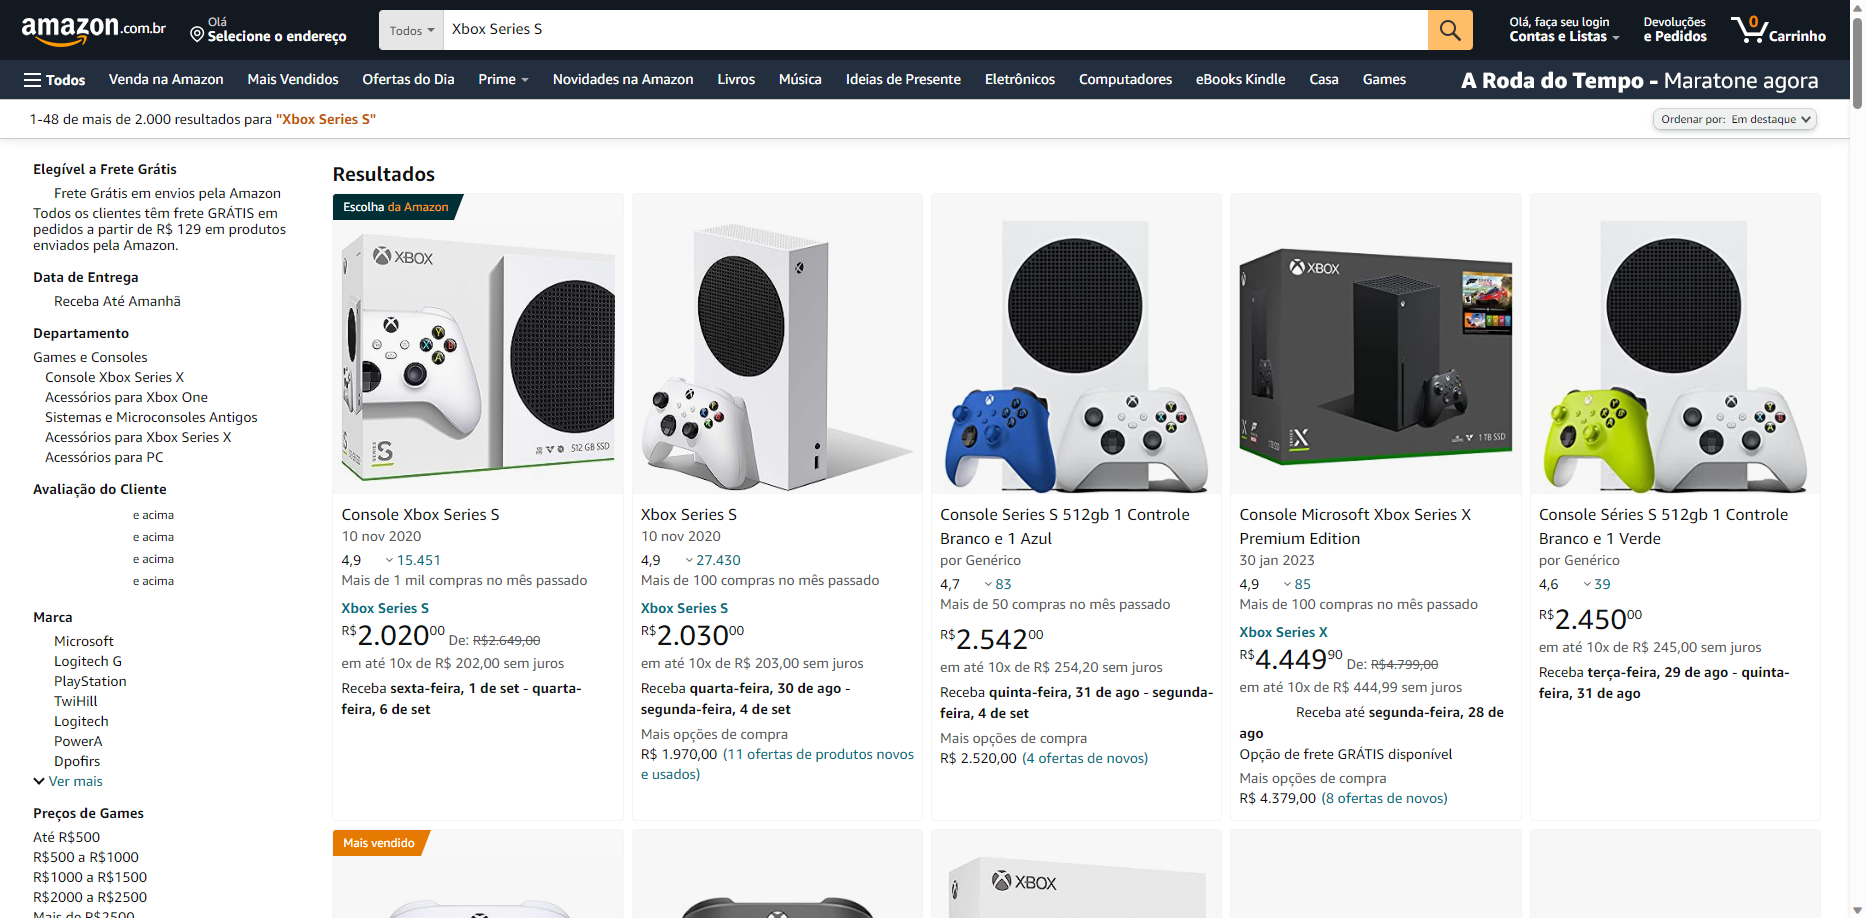 amazon.com.br
Olá
Selecione o endereço
Todos
Xbox Series S
Olá, faça seu login
Contas e Listas
Devoluções
e Pedidos
0
Carrinho
Todos
Venda na Amazon
Mais Vendidos
Ofertas do Dia
Prime
Novidades na Amazon
Livros
Música
Ideias de Presente
Eletrônicos
Computadores
eBooks Kindle
Casa
Games
A Roda do Tempo - Maratone agora
1-48 de mais de 2.000 resultados para "Xbox Series S"
Ordenar por: Em destaque
Elegível a Frete Grátis
Frete Grátis em envios pela Amazon
Todos os clientes têm frete GRÁTIS em
pedidos a partir de R$ 129 em produtos
enviados pela Amazon.
Data de Entrega
Receba Até Amanhã
Departamento
Games e Consoles
Console Xbox Series X
Acessórios para Xbox One
Sistemas e Microconsoles Antigos
Acessórios para Xbox Series X
Acessórios para PC
Avaliação do Cliente
e acima
e acima
e acima
e acima
Marca
Microsoft
Logitech G
PlayStation
TwiHill
Logitech
PowerA
Dpofirs
Ver mais
Preços de Games
Até R$500
R$500 a R$1000
R$1000 a R$1500
R$2000 a R$2500
Mais de R$2500
Resultados
Escolha da Amazon
XBOX
Y
X
B
A
SERIES
S
512 GB SSD
Console Xbox Series S
10 nov 2020
4,9
15.451
Mais de 1 mil compras no mês passado
Xbox Series S
R$2.02000 De: R$2.649,00
em até 10x de R$ 202,00 sem juros
Receba sexta-feira, 1 de set - quarta-
feira, 6 de set
Xbox Series S
10 nov 2020
4,9
27.430
Mais de 100 compras no mês passado
Xbox Series S
R$2.03000
em até 10x de R$ 203,00 sem juros
Receba quarta-feira, 30 de ago -
segunda-feira, 4 de set
Mais opções de compra
R$ 1.970,00 (11 ofertas de produtos novos
e usados)
Console Series S 512gb 1 Controle
Branco e 1 Azul
por Genérico
4,7
83
Mais de 50 compras no mês passado
R$2.54200
em até 10x de R$ 254,20 sem juros
Receba quinta-feira, 31 de ago - segunda-
feira, 4 de set
Mais opções de compra
R$ 2.520,00 (4 ofertas de novos)
XBOX
SERIES
X
1 TB SSD
Console Microsoft Xbox Series X
Premium Edition
30 jan 2023
4,9
85
Mais de 100 compras no mês passado
Xbox Series X
R$4.44990 De: R$4.799,00
em até 10x de R$ 444,99 sem juros
Receba até segunda-feira, 28 de
ago
Opção de frete GRÁTIS disponível
Mais opções de compra
R$ 4.379,00 (8 ofertas de novos)
Console Séries S 512gb 1 Controle
Branco e 1 Verde
por Genérico
4,6
39
R$2.45000
em até 10x de R$ 245,00 sem juros
Receba terça-feira, 29 de ago - quinta-
feira, 31 de ago
Mais vendido
XBOX